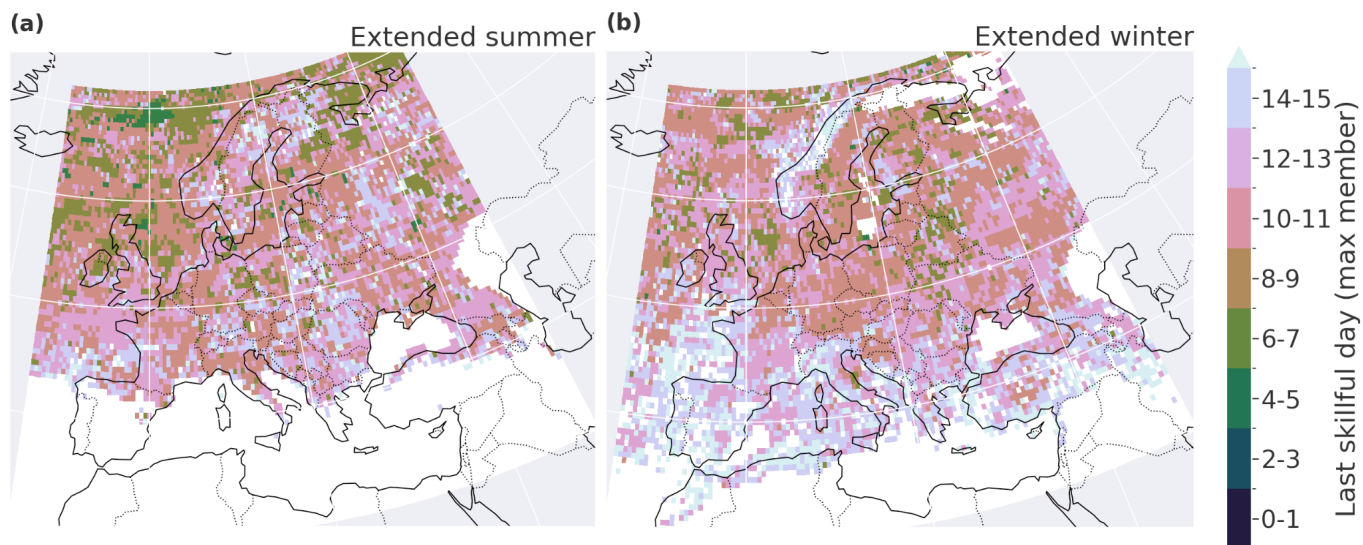 (a)
Extended summer
(b)
Extended winter
14-15
12-13
10-11
8-9
6-7
4-5
2-3
0-1
Last skillful day (max member)